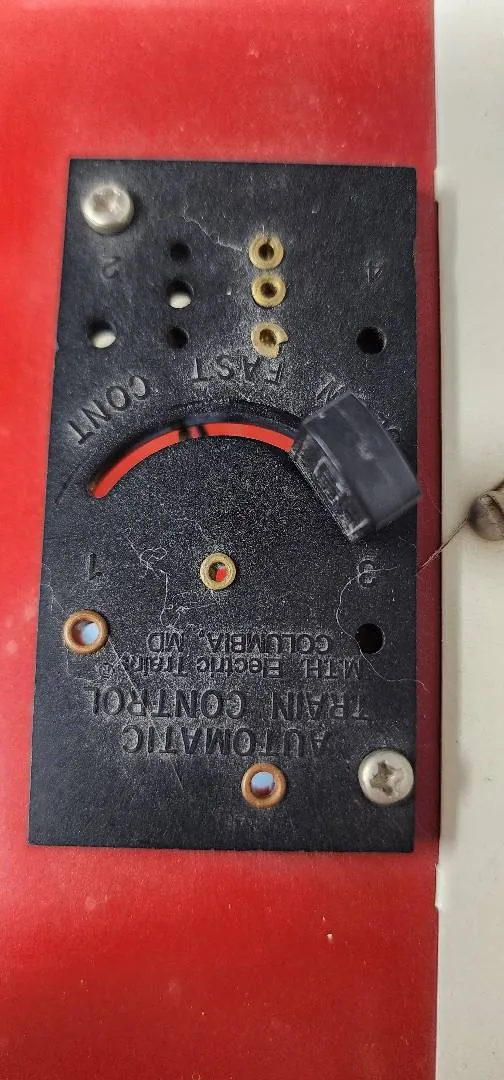 AUTOMATIC
TRAIN CONTROL
M.T.H. Electric Trains®
COLUMBIA, MD
3 1
FAST CONT
4 2